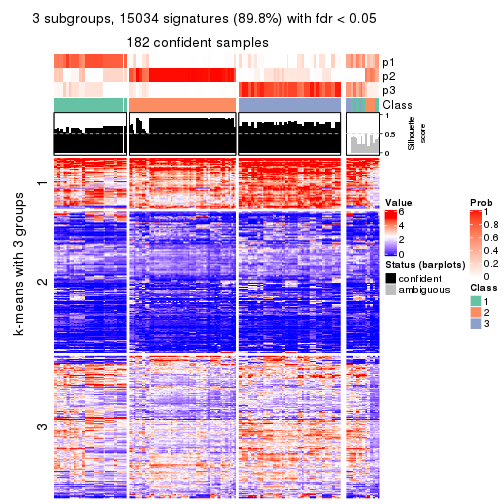 3 subgroups, 15034 signatures (89.8%) with fdr < 0.05
182 confident samples
p1
p2
p3
Class
1
0.5
0
Silhouette
score
k-means with 3 groups
1
2
3
Value
6
4
2
0
Status (barplots)
confident
ambiguous
Prob
1
0.8
0.6
0.4
0.2
0
Class
1
2
3